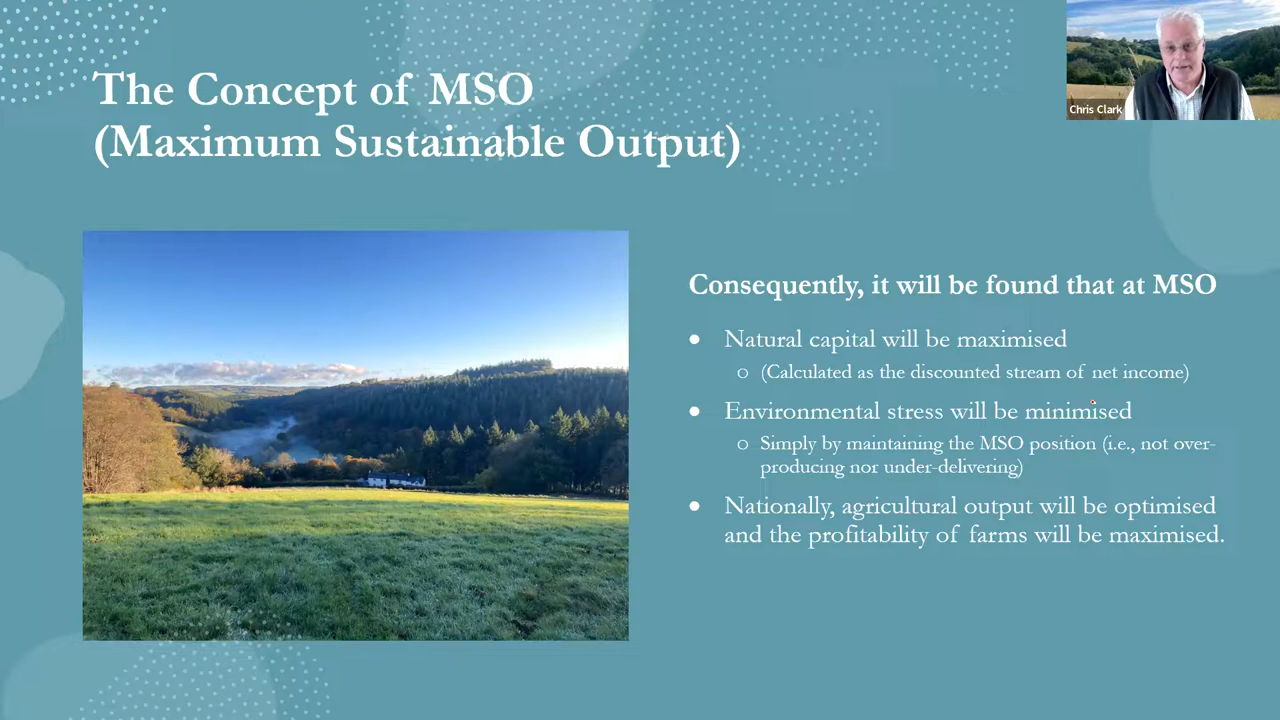 The Concept of MSO
(Maximum Sustainable Output)
Chris Clark
Consequently, it will be found that at MSO
• Natural capital will be maximised
○ (Calculated as the discounted stream of net income)
• Environmental stress will be minimised
○ Simply by maintaining the MSO position (i.e., not over-
producing nor under-delivering)
• Nationally, agricultural output will be optimised
and the profitability of farms will be maximised.